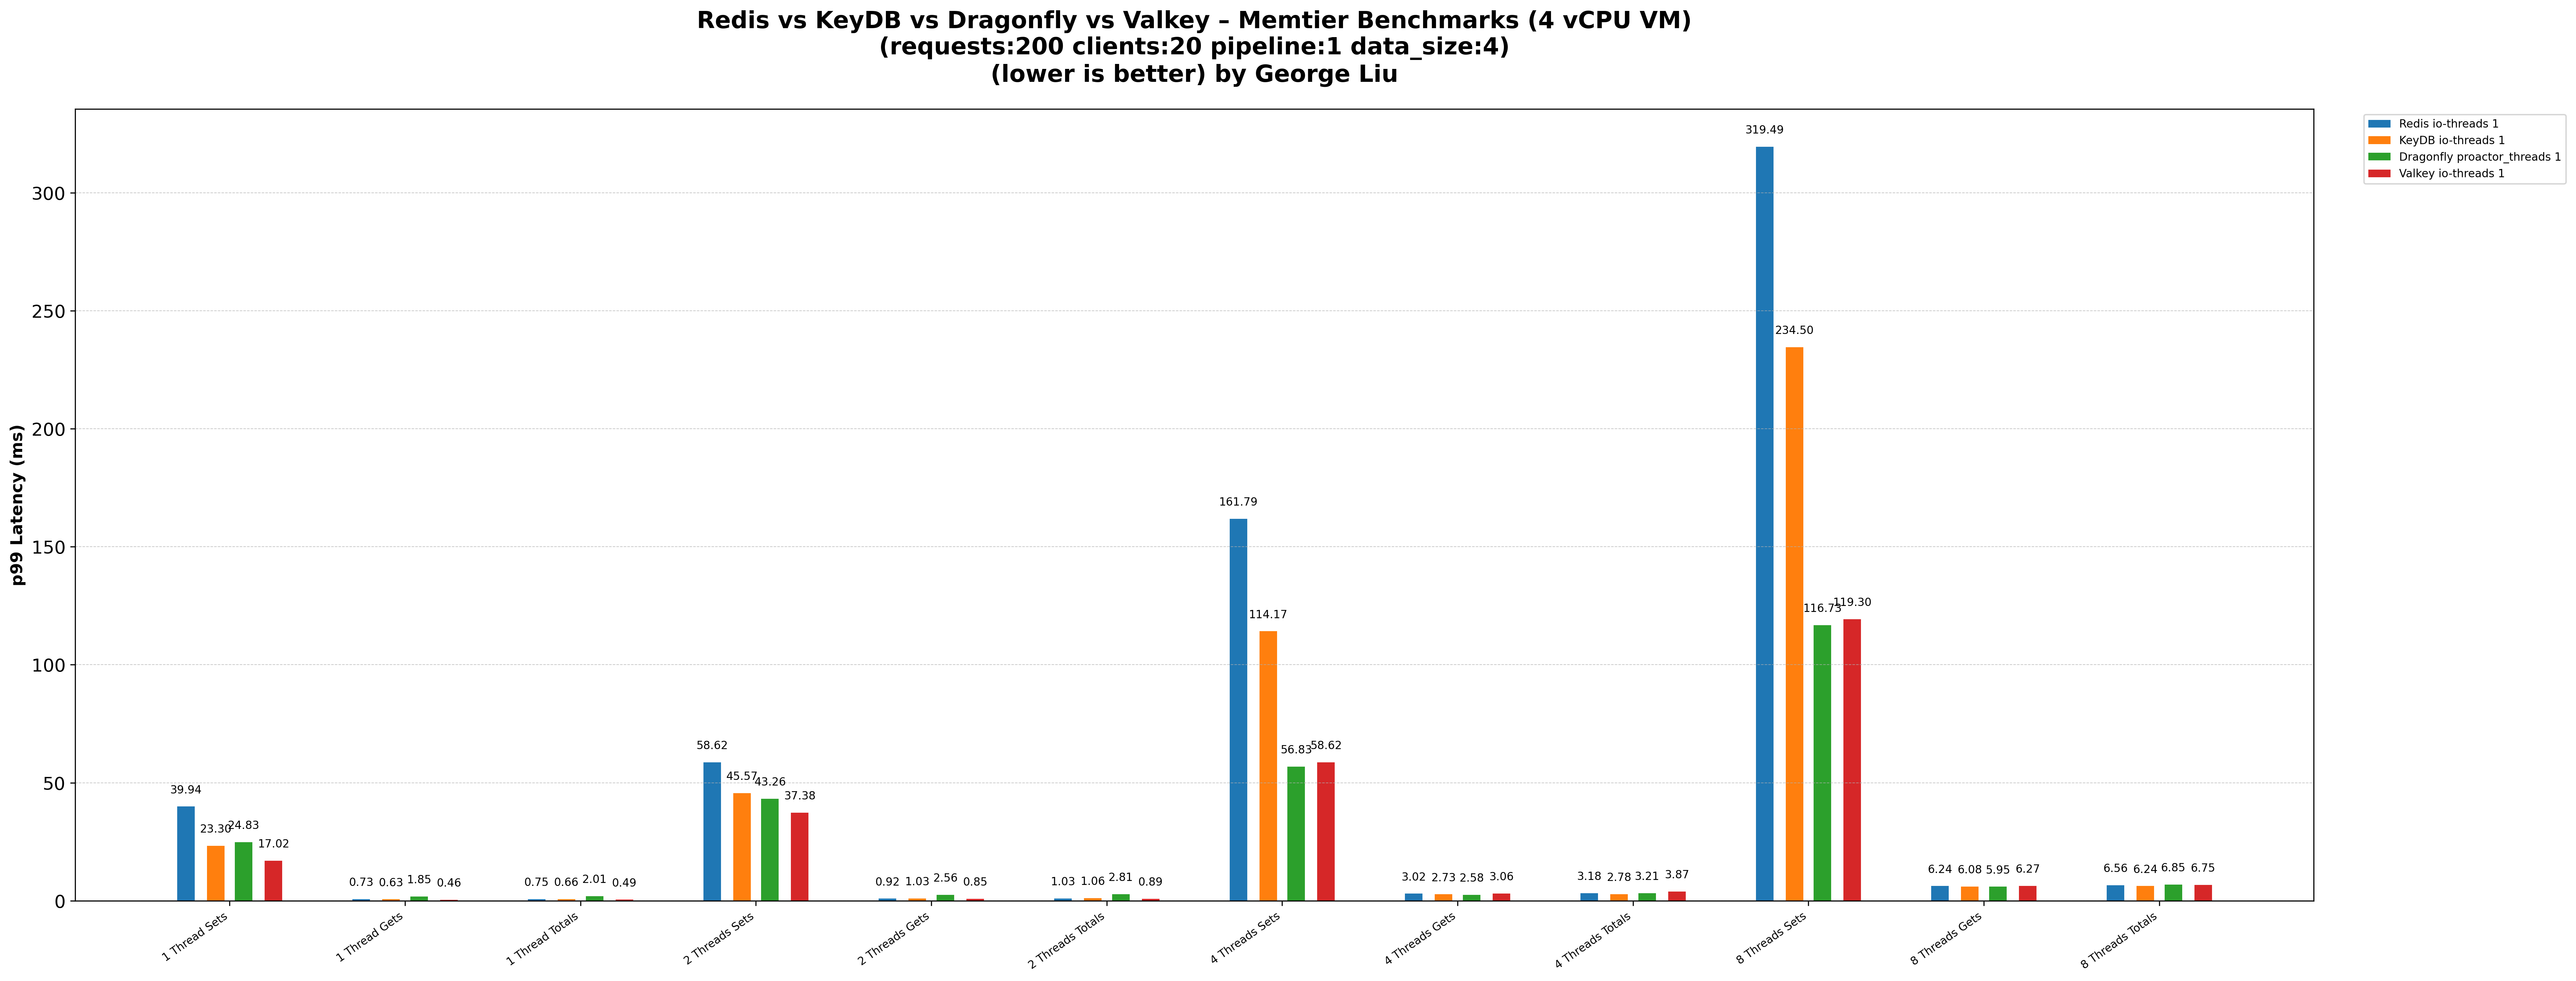 Redis vs KeyDB vs Dragonfly vs Valkey – Memtier Benchmarks (4 vCPU VM)
(requests:200 clients:20 pipeline:1 data_size:4)
(lower is better) by George Liu
Redis io-threads 1
KeyDB io-threads 1
Dragonfly proactor_threads 1
Valkey io-threads 1
p99 Latency (ms)
300
250
200
150
100
50
0
39.94
23.30
24.83
17.02
0.73
0.63
1.85
0.46
0.75
0.66
2.01
0.49
58.62
45.57
43.26
37.38
0.92
1.03
2.56
0.85
1.03
1.06
2.81
0.89
161.79
114.17
56.83
58.62
3.02
2.73
2.58
3.06
3.18
2.78
3.21
3.87
319.49
234.50
116.73
119.30
6.24
6.08
5.95
6.27
6.56
6.24
6.85
6.75
1 Thread Sets
1 Thread Gets
1 Thread Totals
2 Threads Sets
2 Threads Gets
2 Threads Totals
4 Threads Sets
4 Threads Gets
4 Threads Totals
8 Threads Sets
8 Threads Gets
8 Threads Totals